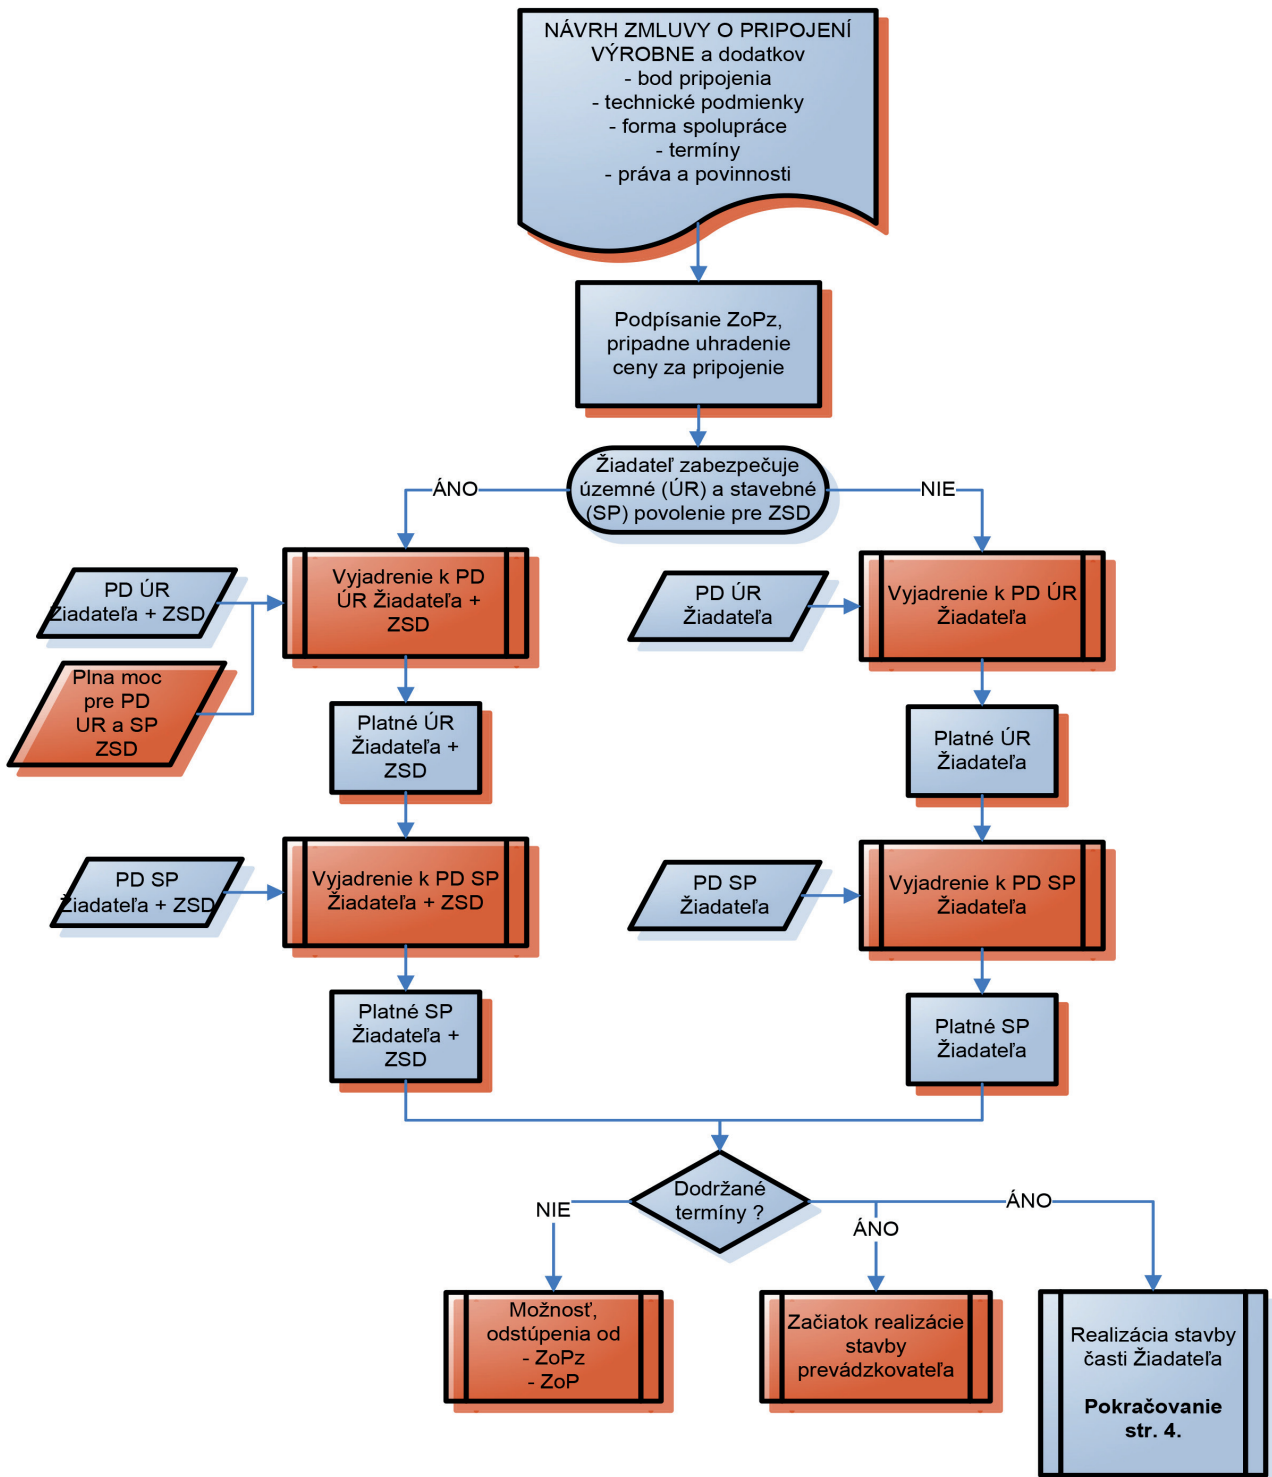 NÁVRH ZMLUVY O PRIPOJENÍ
VÝROBNE a dodatkov
- bod pripojenia
- technické podmienky
- forma spolupráce
- termíny
- práva a povinnosti
Podpísanie ZoPz,
pripadne uhradenie
ceny za pripojenie
Žiadateľ zabezpečuje
územné (ÚR) a stavebné
(SP) povolenie pre ZSD
ÁNO
NIE
PD ÚR
Žiadateľa + ZSD
Vyjadrenie k PD
ÚR Žiadateľa +
ZSD
PD ÚR
Žiadateľa
Vyjadrenie k PD ÚR
Žiadateľa
Plna moc
pre PD
UR a SP
ZSD
Platné ÚR
Žiadateľa +
ZSD
Platné ÚR
Žiadateľa
PD SP
Žiadateľa + ZSD
Vyjadrenie k PD SP
Žiadateľa + ZSD
PD SP
Žiadateľa
Vyjadrenie k PD SP
Žiadateľa
Platné SP
Žiadateľa +
ZSD
Platné SP
Žiadateľa
Dodržané
termíny ?
NIE
ÁNO
ÁNO
Možnosť,
odstúpenia od
- ZoPz
- ZoP
Začiatok realizácie
stavby
prevádzkovateľa
Realizácia stavby
časti Žiadateľa
Pokračovanie
str. 4.